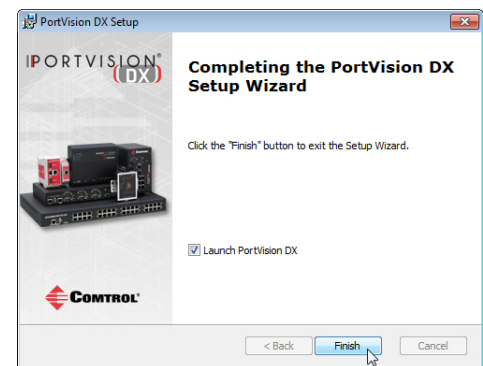 PortVision DX Setup
PORTVISION®
(DX)
Completing the PortVision DX
Setup Wizard
Click the "Finish" button to exit the Setup Wizard.
Launch PortVision DX
COMTROL®
< Back
Finish
Cancel